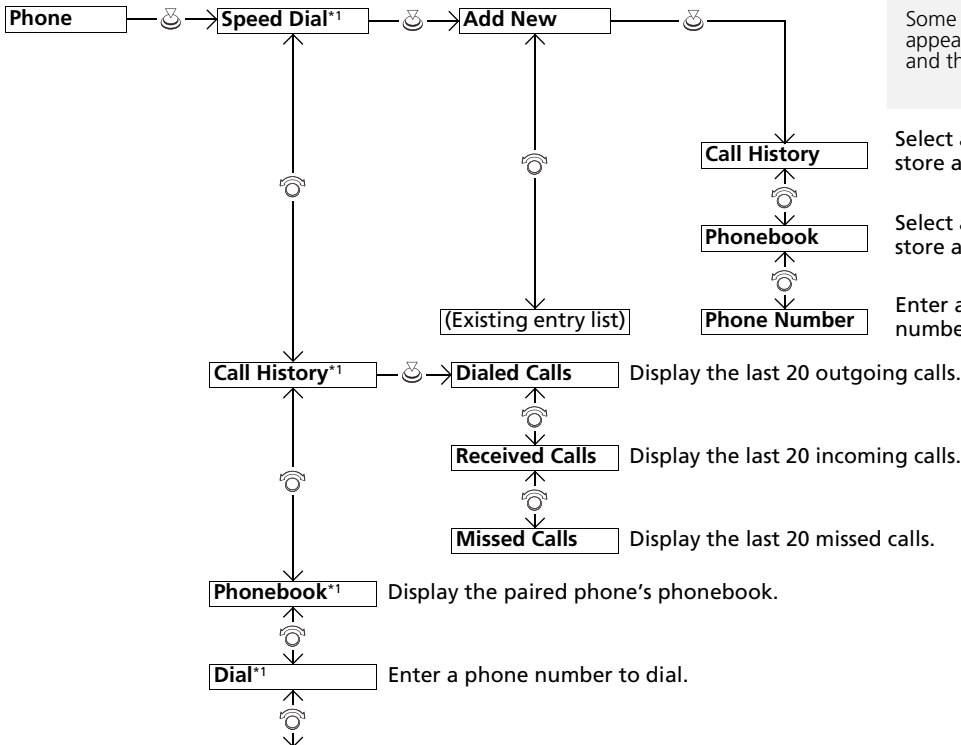 Phone
Speed Dial*1
Add New
Some
appea
and th
Call History
Select a
store a
Phonebook
Select a
store a
(Existing entry list)
Phone Number
Enter a
numbe
Call History*1
Dialed Calls
Display the last 20 outgoing calls.
Received Calls
Display the last 20 incoming calls.
Missed Calls
Display the last 20 missed calls.
Phonebook*1
Display the paired phone’s phonebook.
Dial*1
Enter a phone number to dial.